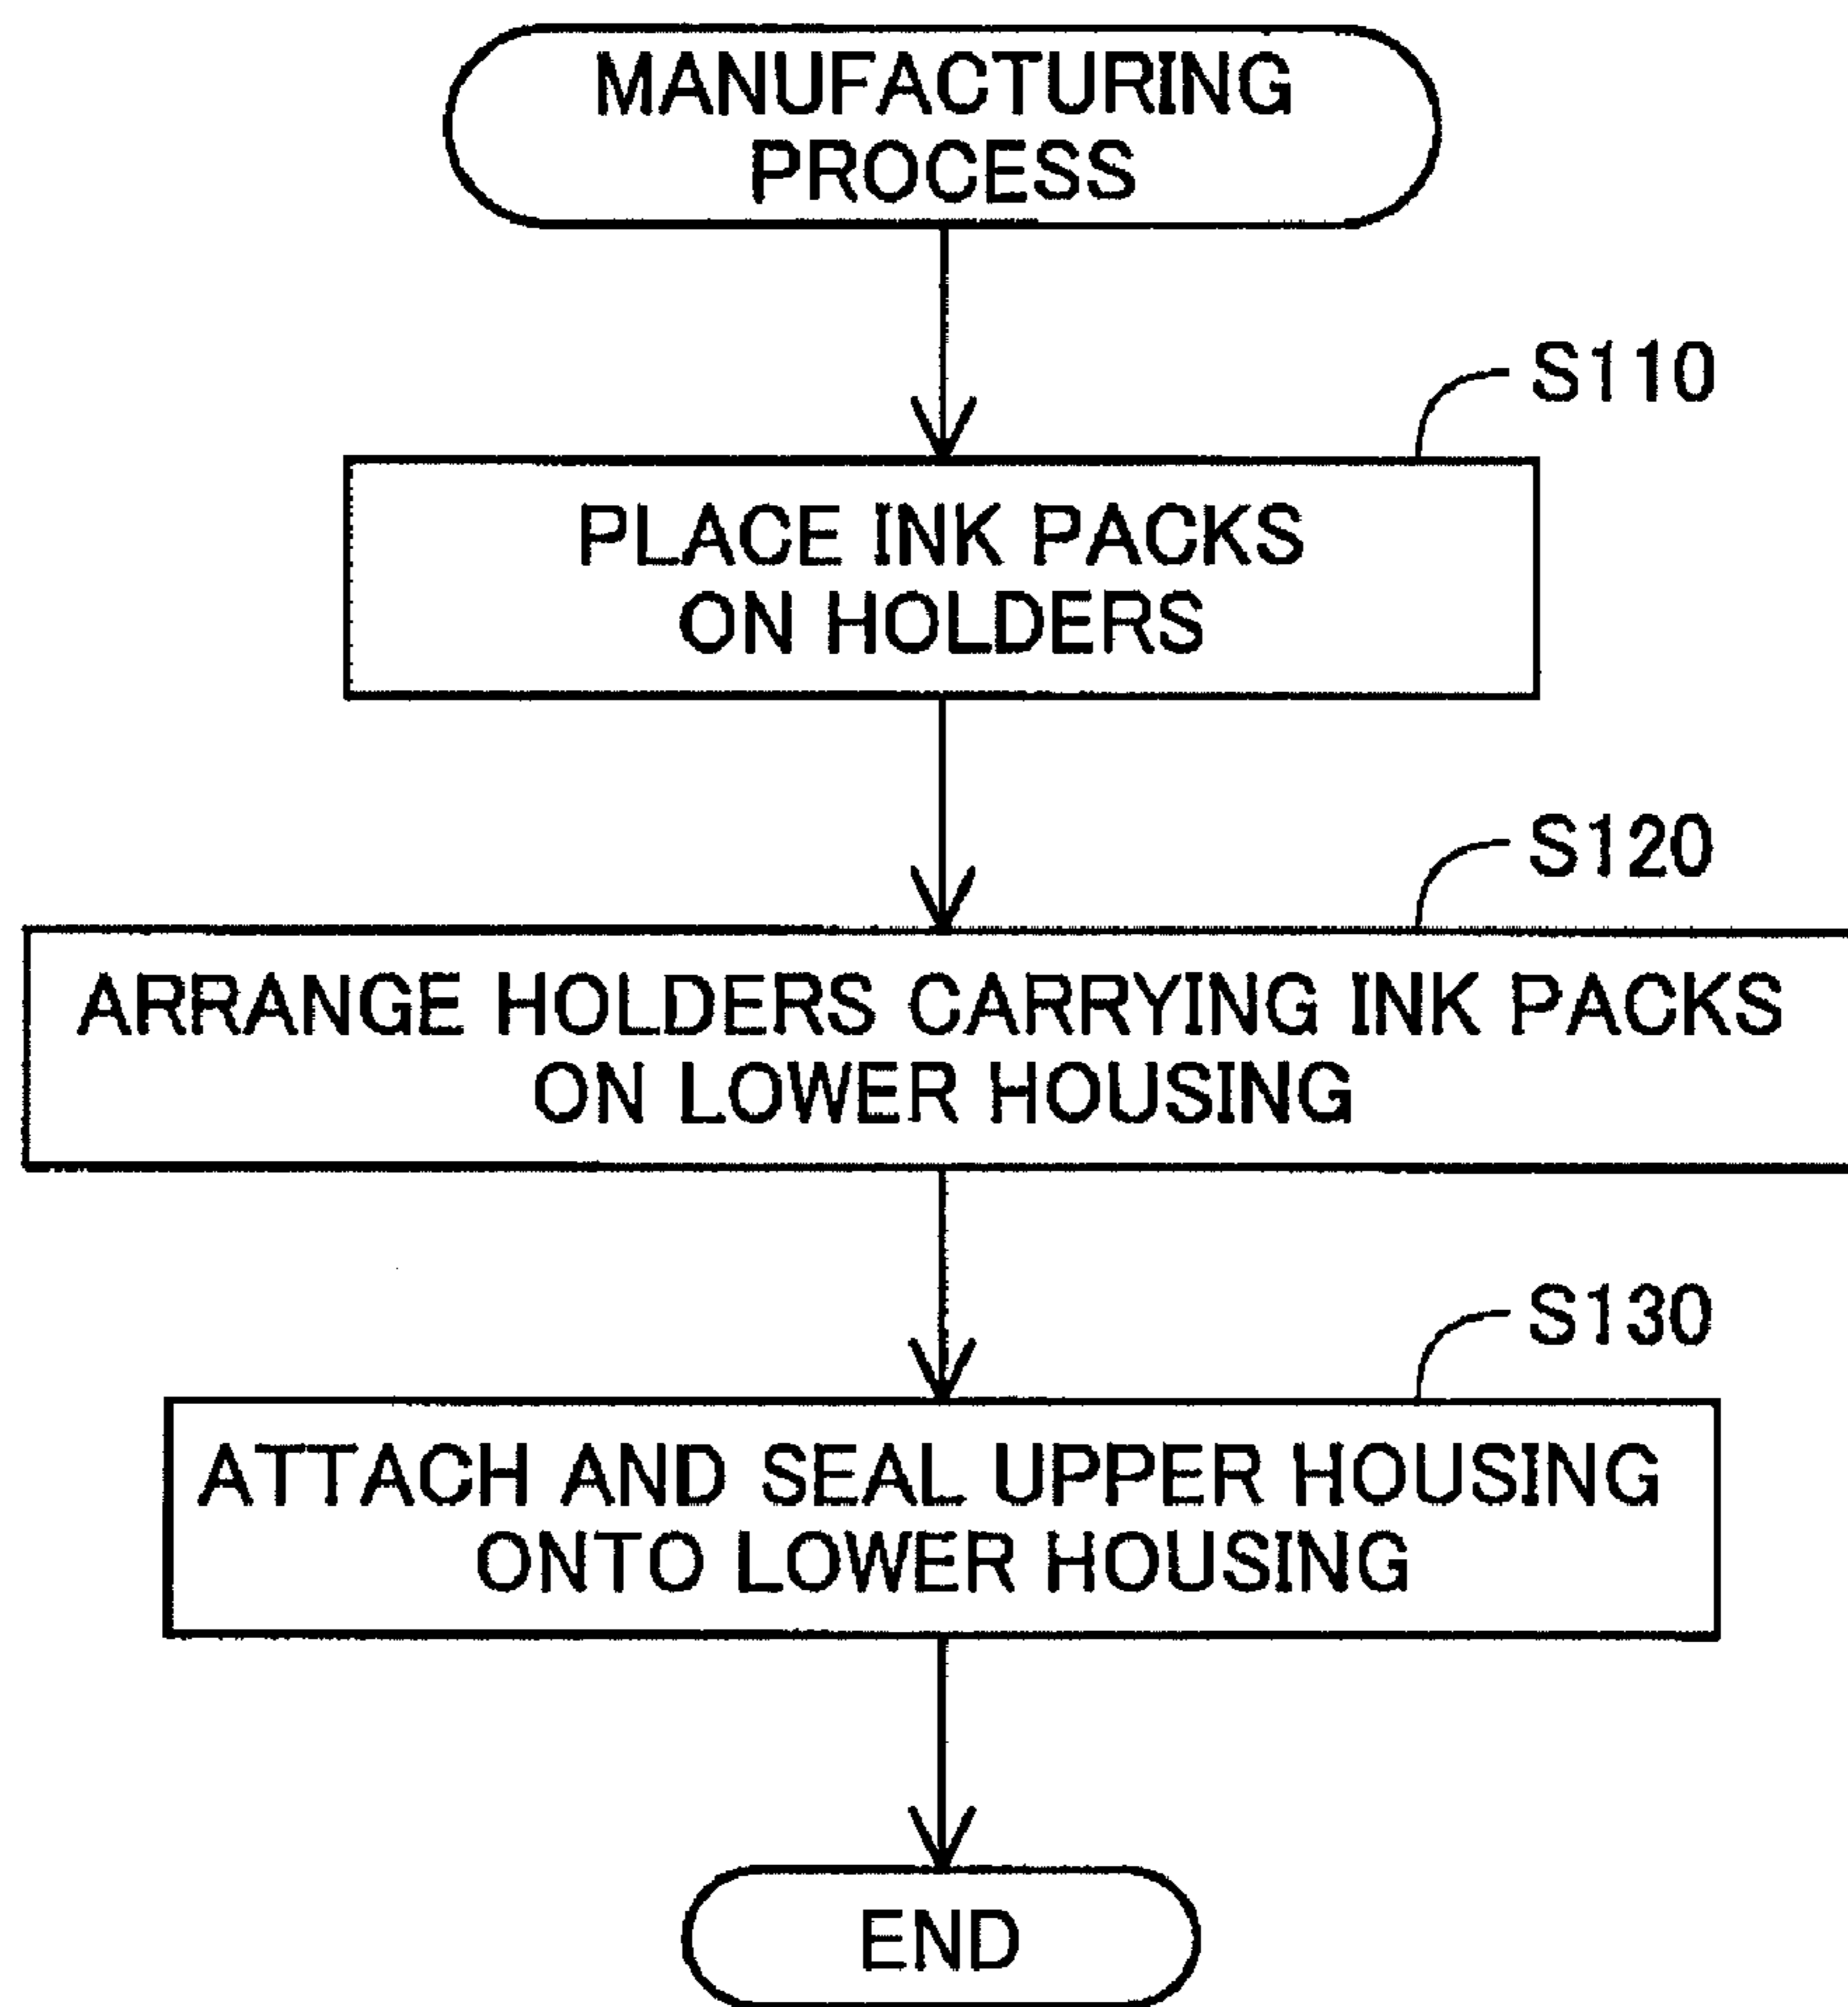 MANUFACTURING
PROCESS
S110
PLACE INK PACKS
ON HOLDERS
S120
ARRANGE HOLDERS CARRYING INK PACKS
ON LOWER HOUSING
S130
ATTACH AND SEAL UPPER HOUSING
ONTO LOWER HOUSING
END